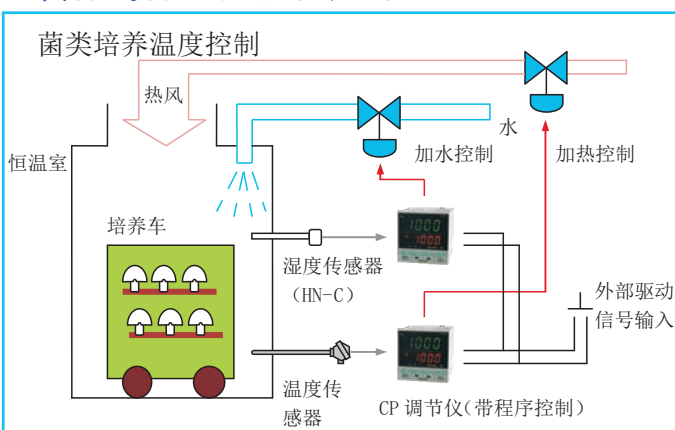 菌类培养温度控制
热风
恒温室
水
加水控制
加热控制
培养车
湿度传感器
（HN-C）
外部驱动
信号输入
温度传
感器
CP 调节仪（带程序控制）
1000
1000
1000
1000